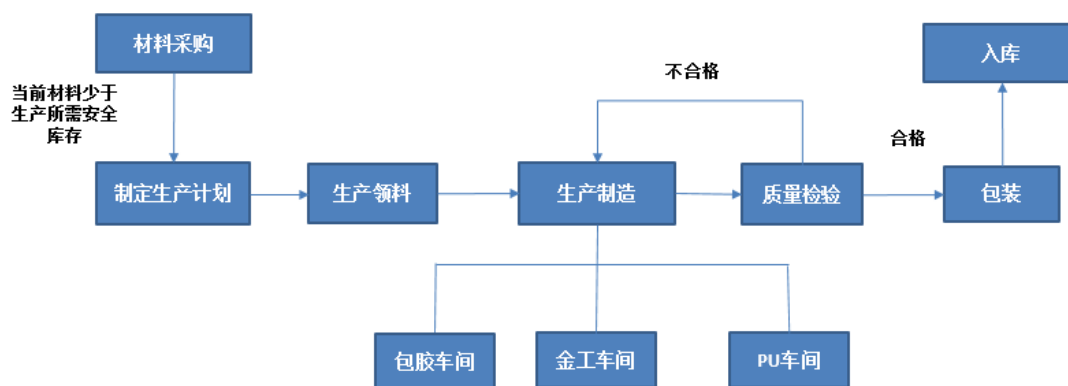 材料采购
入库
不合格
当前材料少于
生产所需安全
库存
合格
制定生产计划
生产领料
生产制造
质量检验
包装
包胶车间
金工车间
PU车间